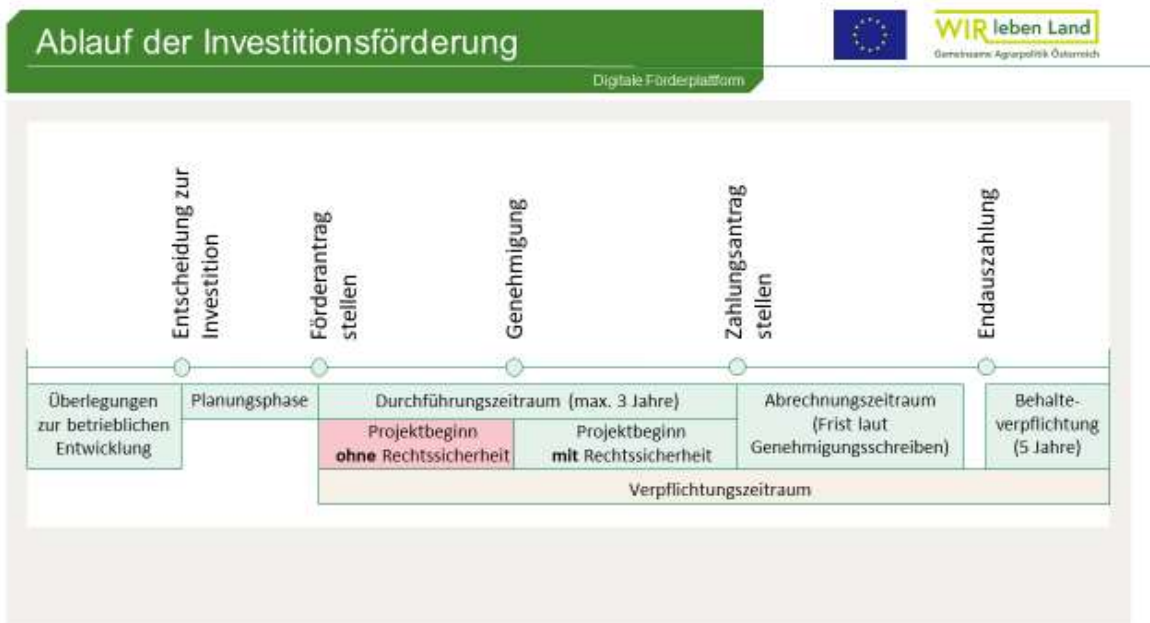 Ablauf der Investitionsförderung
Digitale Förderplattform
WIR leben Land
Gemeinsame Agrarpolitik Österreich
Entscheidung zur
Investition
Förderantrag
stellen
Genehmigung
Zahlungsantrag
stellen
Endauszahlung
Überlegungen
zur betrieblichen
Entwicklung
Planungsphase
Durchführungszeitraum (max. 3 Jahre)
Projektbeginn
ohne Rechtssicherheit
Projektbeginn
mit Rechtssicherheit
Abrechnungszeitraum
(Frist laut
Genehmigungsschreiben)
Behalte-
verpflichtung
(5 Jahre)
Verpflichtungszeitraum